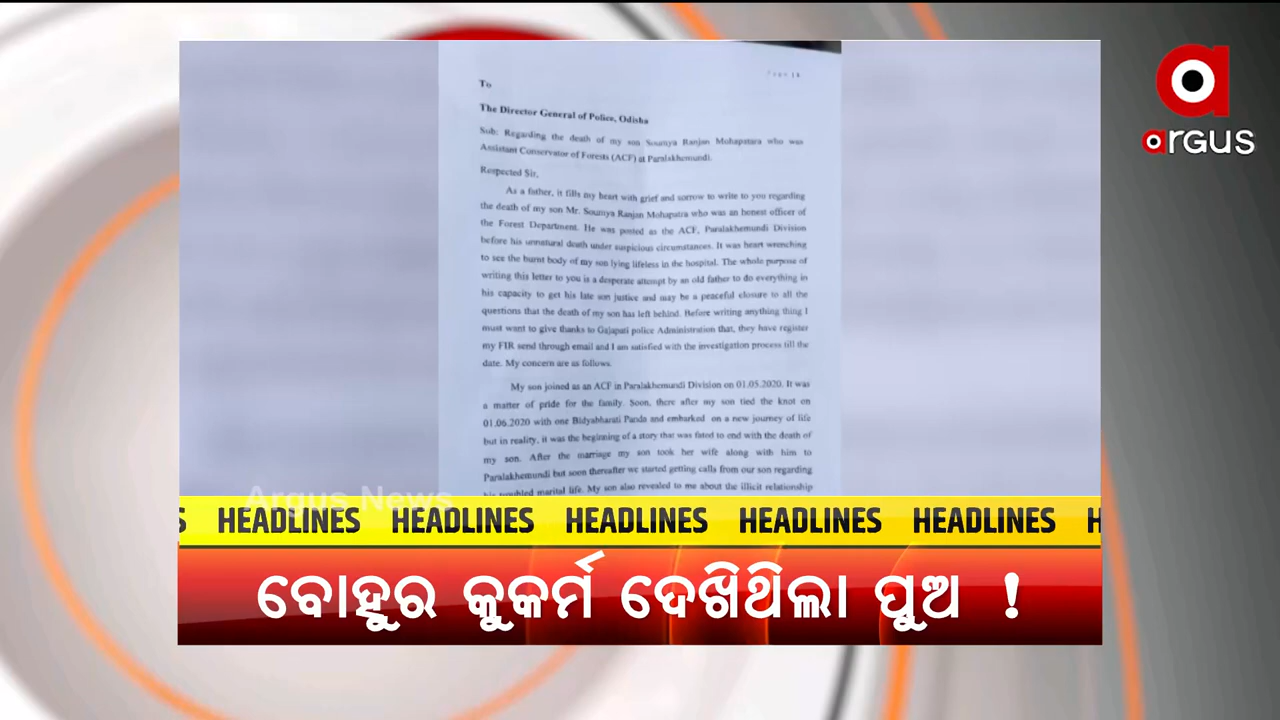 To
The Director General of Police, Odisha
Sub: Regarding the death of my son Soumya Ranjan Mohapatara who was
Assistant Conservator of Forests (ACF) at Paralakhemundi.
Respected Sir,
As a father, it fills my heart with grief and sorrow to write to you regarding
the death of my son Mr. Soumya Ranjan Mohapatra who was an honest officer of
the Forest Department. He was posted as the ACF, Paralakhemundi Division
before his unnatural death under suspicious circumstances. It was heart wrenching
to see the burnt body of my son lying lifeless in the hospital. The whole purpose of
writing this letter to you is a desperate attempt by an old father to do everything in
his capacity to get his late son justice and may be a peaceful closure to all the
questions that the death of my son has left behind. Before writing anything thing I
must want to give thanks to Gajapati police Administration that, they have register
my FIR send through email and I am satisfied with the investigation process till the
date. My concern are as follows.
My son joined as an ACF in Paralakhemundi Division on 01.05.2020. It was
a matter of pride for the family. Soon, there after my son tied the knot on
01.06.2020 with one Bidyabharati Panda and embarked on a new journey of life
but in reality, it was the beginning of a story that was fated to end with the death of
my son. After the marriage my son took her wife along with him to
Paralakhemundi but soon thereafter we started getting calls from our son regarding
his troubled marital life. My son also revealed to me about the illicit relationship
argus
Argus News
S HEADLINES HEADLINES HEADLINES HEADLINES HEADLINES H
ବୋହୂର କୁକର୍ମ ଦେଖିଥିଲା ପୁଅ !